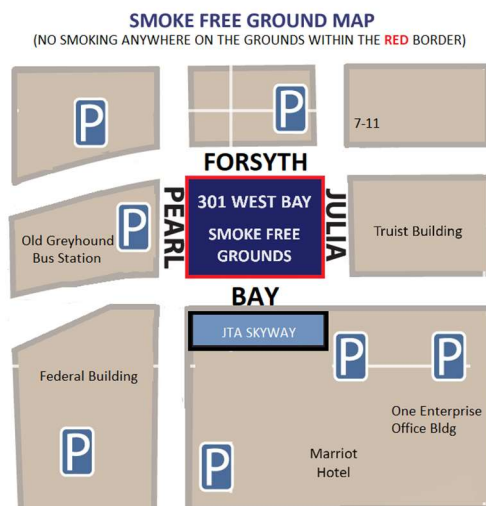 SMOKE FREE GROUND MAP
(NO SMOKING ANYWHERE ON THE GROUNDS WITHIN THE RED BORDER)
P
P
7-11
FORSYTH
PEARL
301 WEST BAY
SMOKE FREE
GROUNDS
JULIA
P
Old Greyhound
Bus Station
Truist Building
BAY
JTA SKYWAY
P
P
Federal Building
One Enterprise
Office Bldg
P
P
Marriot
Hotel